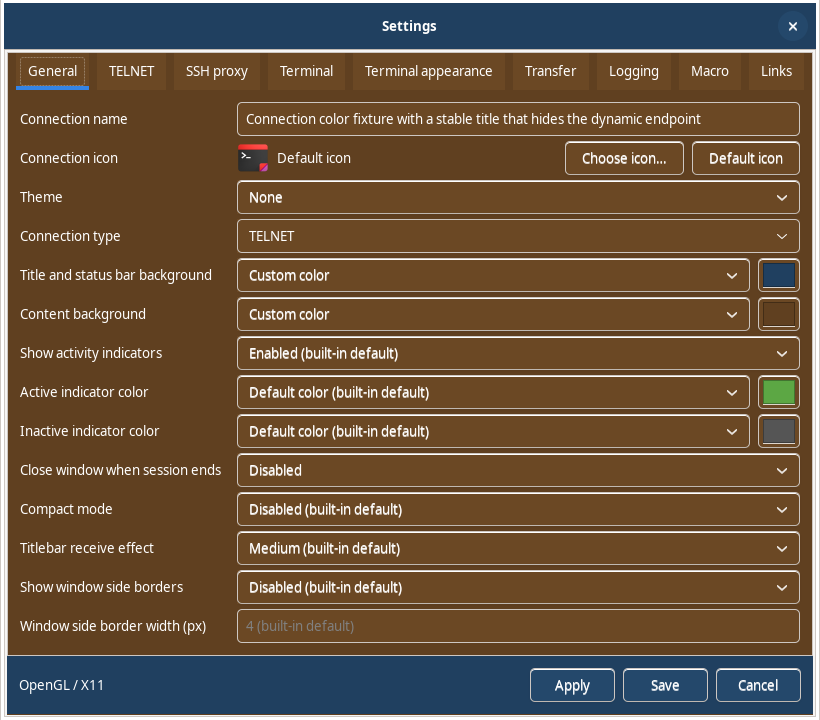 Settings
General TELNET SSH proxy Terminal Terminal appearance Transfer Logging Macro Links
Connection name Connection color fixture with a stable title that hides the dynamic endpoint
Connection icon Default icon Choose icon... Default icon
Theme None
Connection type TELNET
Title and status bar background Custom color
Content background Custom color
Show activity indicators Enabled (built-in default)
Active indicator color Default color (built-in default)
Inactive indicator color Default color (built-in default)
Close window when session ends Disabled
Compact mode Disabled (built-in default)
Titlebar receive effect Medium (built-in default)
Show window side borders Disabled (built-in default)
Window side border width (px) 4 (built-in default)
OpenGL / X11 Apply Save Cancel